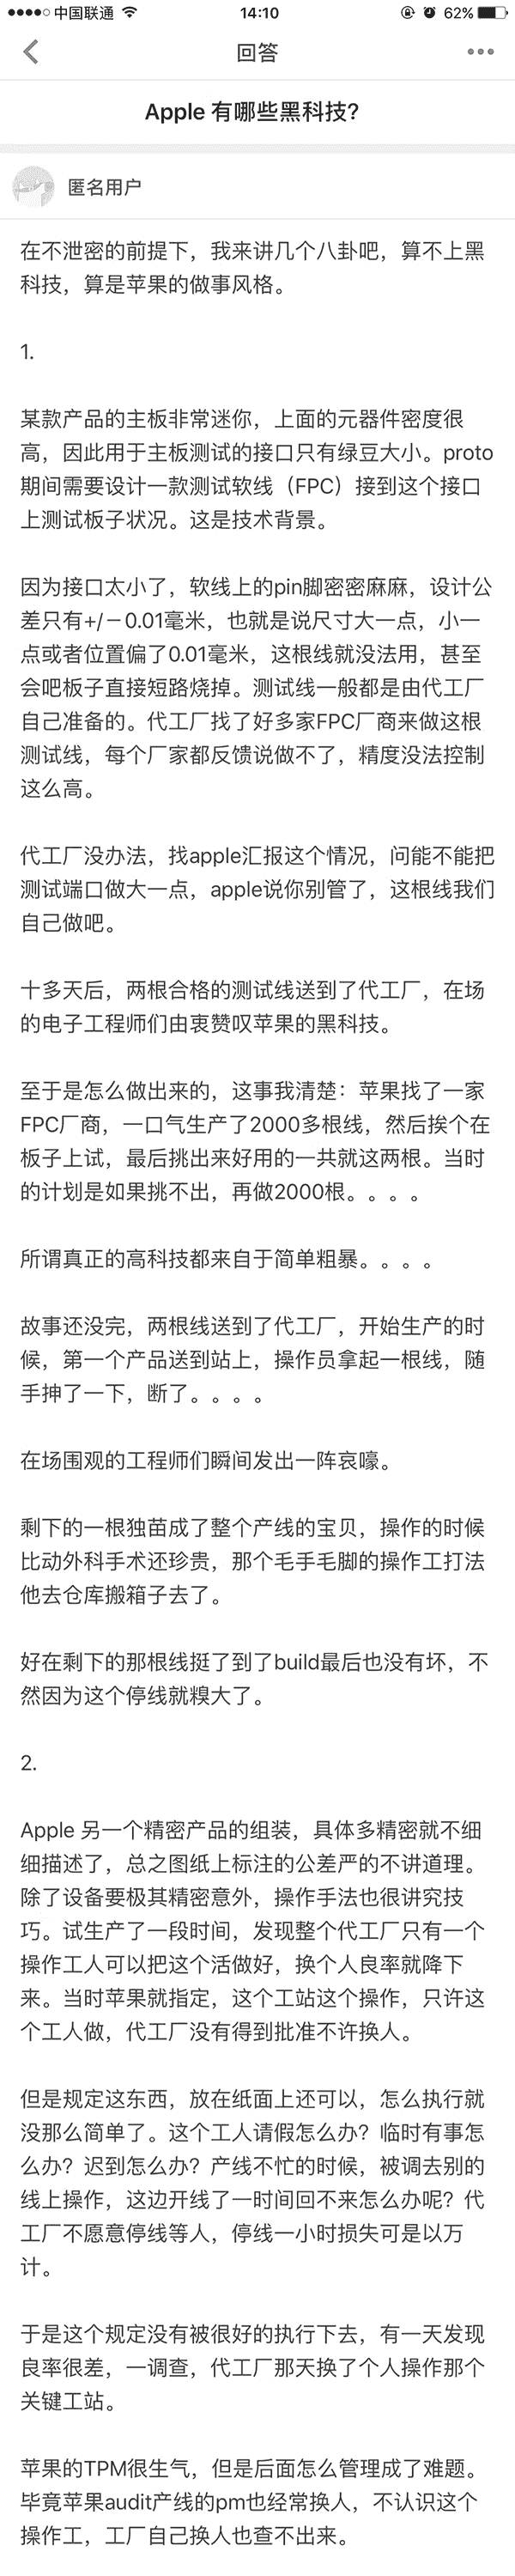 中国联通
14:10
62%
回答
Apple 有哪些黑科技?
匿名用户
在不泄密的前提下，我来讲几个八卦吧，算不上黑
科技，算是苹果的做事风格。
1.
某款产品的主板非常迷你，上面的元器件密度很
高，因此用于主板测试的接口只有绿豆大小。proto
期间需要设计一款测试软线（FPC）接到这个接口
上测试板子状况。这是技术背景。
因为接口太小了，软线上的pin脚密密麻麻，设计公
差只有+/－0.01毫米，也就是说尺寸大一点，小一
点或者位置偏了0.01毫米，这根线就没法用，甚至
会吧板子直接短路烧掉。测试线一般都是由代工厂
自己准备的。代工厂找了好多家FPC厂商来做这根
测试线，每个厂家都反馈说做不了，精度没法控制
这么高。
代工厂没办法，找apple汇报这个情况，问能不能把
测试端口做大一点，apple说你别管了，这根线我们
自己做吧。
十多天后，两根合格的测试线送到了代工厂，在场
的电子工程师们由衷赞叹苹果的黑科技。
至于是怎么做出来的，这事我清楚：苹果找了一家
FPC厂商，一口气生产了2000多根线，然后挨个在
板子上试，最后挑出来好用的一共就这两根。当时
的计划是如果挑不出，再做2000根。。。。
所谓真正的高科技都来自于简单粗暴。。。。
故事还没完，两根线送到了代工厂，开始生产的时
候，第一个产品送到站上，操作员拿起一根线，随
手抻了一下，断了。。。。
在场围观的工程师们瞬间发出一阵哀嚎。
剩下的一根独苗成了整个产线的宝贝，操作的时候
比动外科手术还珍贵，那个毛手毛脚的操作工打法
他去仓库搬箱子去了。
好在剩下的那根线挺了到了build最后也没有坏，不
然因为这个停线就糗大了。
2.
Apple 另一个精密产品的组装，具体多精密就不细
细描述了，总之图纸上标注的公差严的不讲道理。
除了设备要极其精密意外，操作手法也很讲究技
巧。试生产了一段时间，发现整个代工厂只有一个
操作工人可以把这个活做好，换个人良率就降下
来。当时苹果就指定，这个工站这个操作，只许这
个工人做，代工厂没有得到批准不许换人。
但是规定这东西，放在纸面上还可以，怎么执行就
没那么简单了。这个工人请假怎么办？临时有事怎
么办？迟到怎么办？产线不忙的时候，被调去别的
线上操作，这边开线了一时间回不来怎么办呢？代
工厂不愿意停线等人，停线一小时损失可是以万
计。
于是这个规定没有被很好的执行下去，有一天发现
良率很差，一调查，代工厂那天换了个人操作那个
关键工站。
苹果的TPM很生气，但是后面怎么管理成了难题。
毕竟苹果audit产线的pm也经常换人，不认识这个
操作工，工厂自己换人也查不出来。